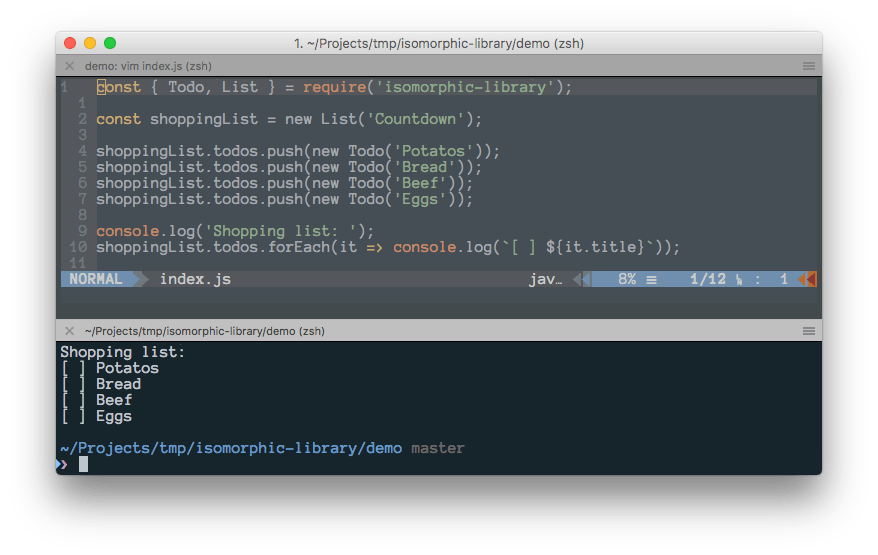 1. ~/Projects/tmp/isomorphic-library/demo (zsh)
demo: vim index.js (zsh)
1 const { Todo, List } = require('isomorphic-library');
1
2 const shoppingList = new List('Countdown');
3
4 shoppingList.todos.push(new Todo('Potatos'));
5 shoppingList.todos.push(new Todo('Bread'));
6 shoppingList.todos.push(new Todo('Beef'));
7 shoppingList.todos.push(new Todo('Eggs'));
8
9 console.log('Shopping list: ');
10 shoppingList.todos.forEach(it => console.log(`[ ] ${it.title}`));
11
NORMAL index.js jav… 8% ≡ 1/12 ㏑ : 1
~/Projects/tmp/isomorphic-library/demo (zsh)
Shopping list:
[ ] Potatos
[ ] Bread
[ ] Beef
[ ] Eggs
~/Projects/tmp/isomorphic-library/demo master
❯